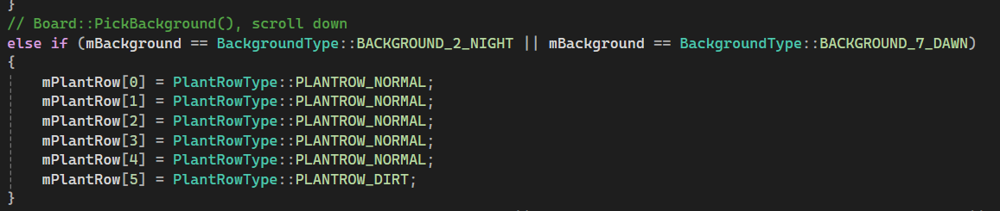 }
// Board::PickBackground(), scroll down
else if (mBackground == BackgroundType::BACKGROUND_2_NIGHT || mBackground == BackgroundType::BACKGROUND_7_DAWN)
{
    mPlantRow[0] = PlantRowType::PLANTROW_NORMAL;
    mPlantRow[1] = PlantRowType::PLANTROW_NORMAL;
    mPlantRow[2] = PlantRowType::PLANTROW_NORMAL;
    mPlantRow[3] = PlantRowType::PLANTROW_NORMAL;
    mPlantRow[4] = PlantRowType::PLANTROW_NORMAL;
    mPlantRow[5] = PlantRowType::PLANTROW_DIRT;
}